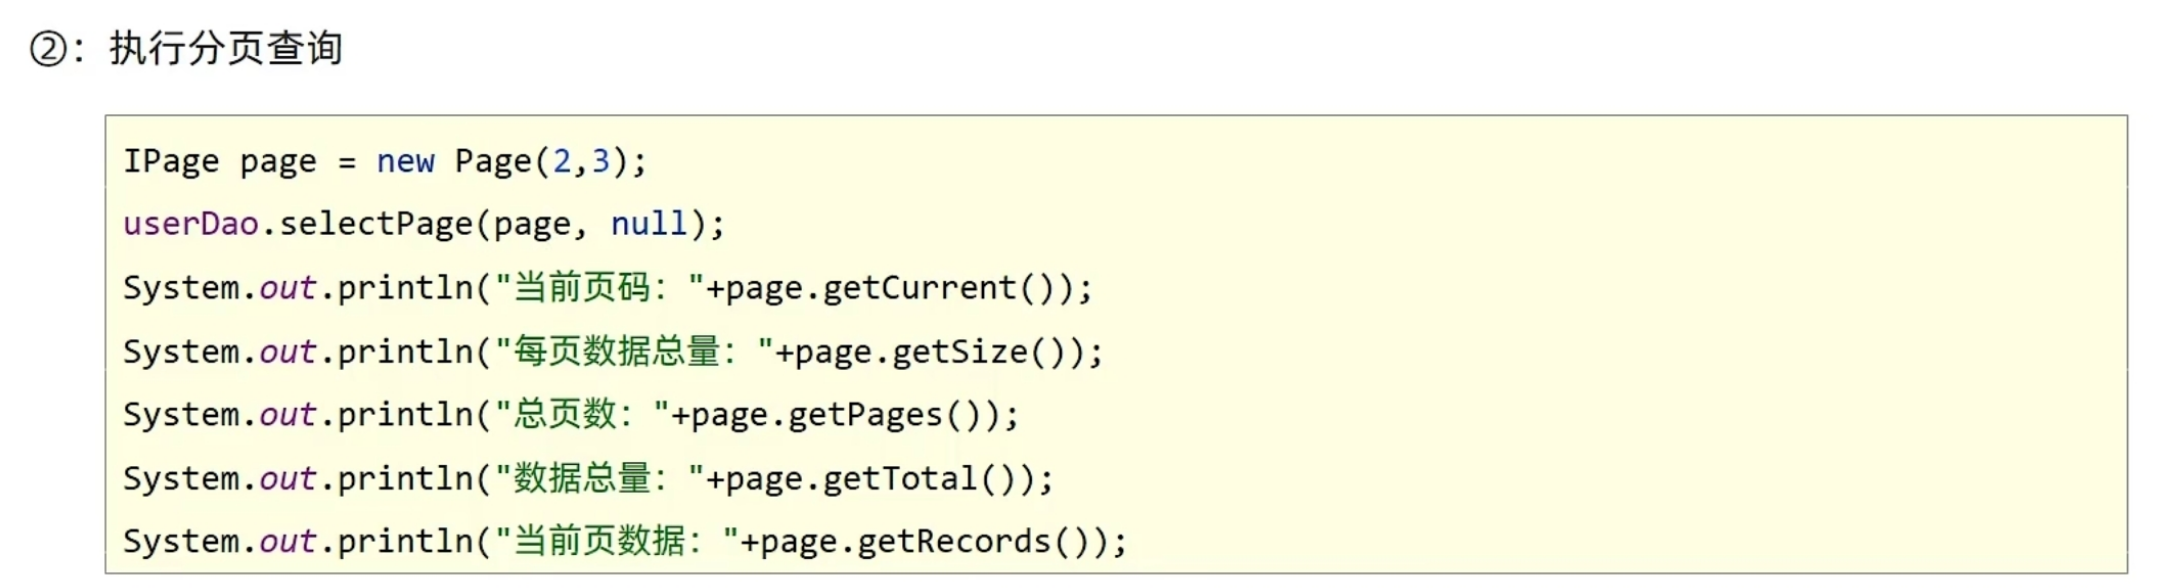 ②：执行分页查询
IPage page = new Page(2,3);
userDao.selectPage(page, null);
System.out.println("当前页码："+page.getCurrent());
System.out.println("每页数据总量："+page.getSize());
System.out.println("总页数："+page.getPages());
System.out.println("数据总量："+page.getTotal());
System.out.println("当前页数据："+page.getRecords());